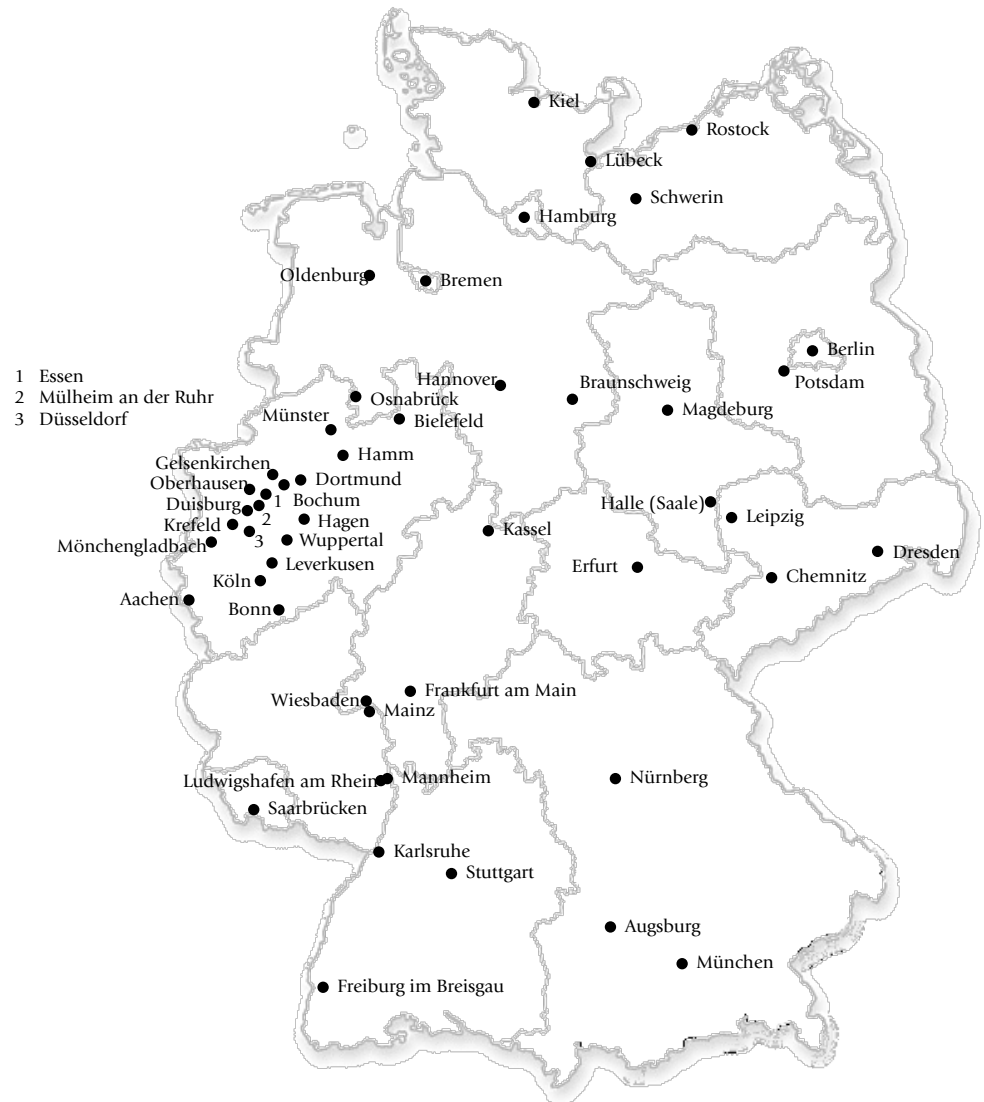 Kiel
Rostock
Lübeck
Schwerin
Hamburg
Oldenburg
Bremen
Berlin
1 Essen
2 Mülheim an der Ruhr
3 Düsseldorf
Hannover
Braunschweig
Potsdam
Osnabrück
Magdeburg
Münster
Bielefeld
Hamm
Gelsenkirchen
Dortmund
Oberhausen
1
Bochum
Duisburg
2
Hagen
Halle (Saale)
Leipzig
Krefeld
Kassel
Mönchengladbach
3
Wuppertal
Dresden
Leverkusen
Erfurt
Chemnitz
Köln
Aachen
Bonn
Frankfurt am Main
Wiesbaden
Mainz
Ludwigshafen am Rhein
Mannheim
Nürnberg
Saarbrücken
Karlsruhe
Stuttgart
Augsburg
München
Freiburg im Breisgau